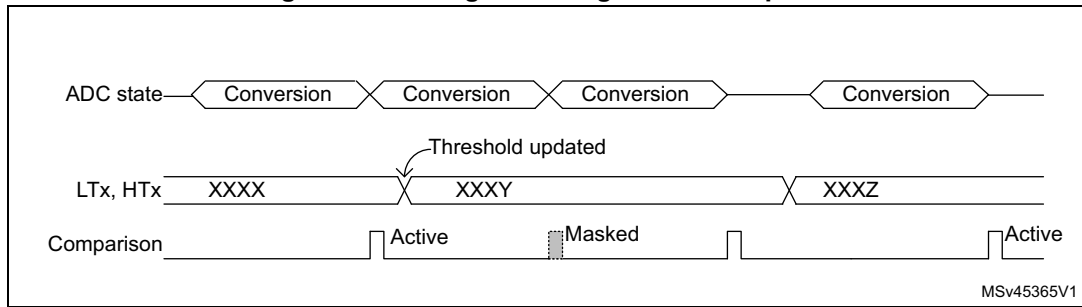 ADC state Conversion Conversion Conversion Conversion
Threshold updated
LTx, HTx XXXX XXXY XXXZ
Comparison Active Masked Active
MSv45365V1